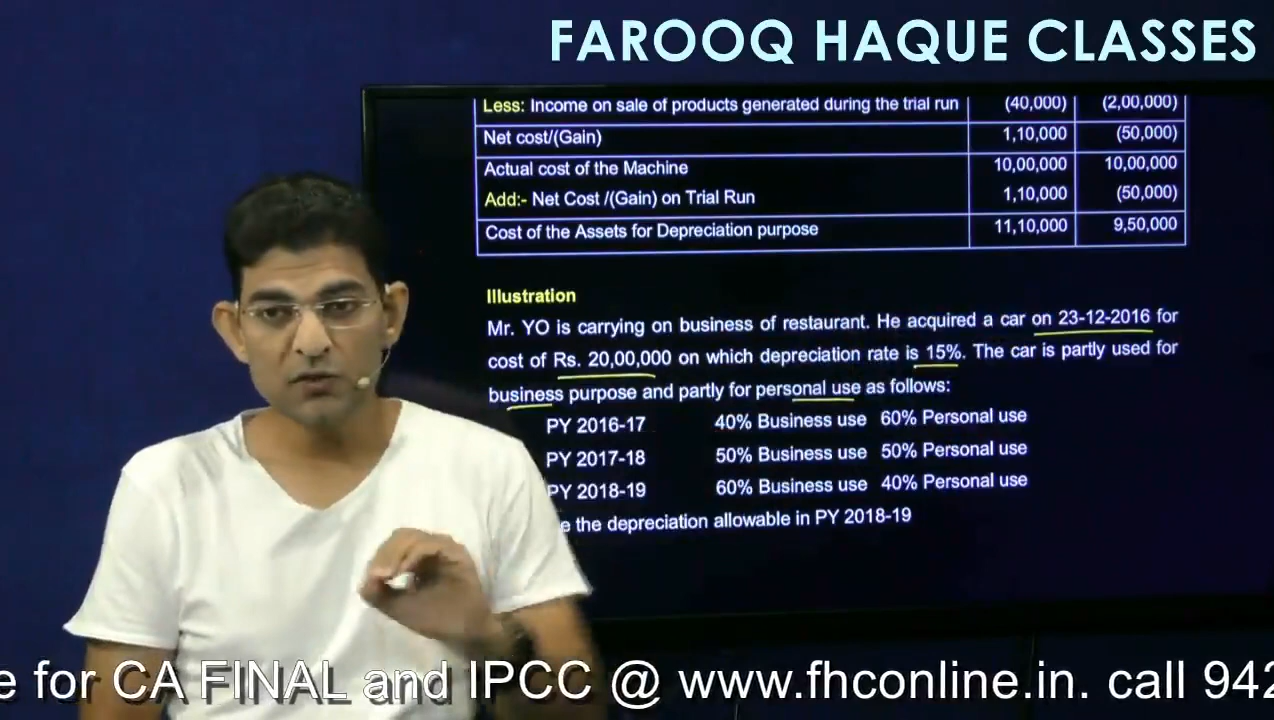 FAROOQ HAQUE CLASSES
Less: Income on sale of products generated during the trial run (40,000) (2,00,000)
Net cost/(Gain) 1,10,000 (50,000)
Actual cost of the Machine 10,00,000 10,00,000
Add:- Net Cost /(Gain) on Trial Run 1,10,000 (50,000)
Cost of the Assets for Depreciation purpose 11,10,000 9,50,000
Illustration
Mr. YO is carrying on business of restaurant. He acquired a car on 23-12-2016 for
cost of Rs. 20,00,000 on which depreciation rate is 15%. The car is partly used for
business purpose and partly for personal use as follows:
PY 2016-17 40% Business use 60% Personal use
PY 2017-18 50% Business use 50% Personal use
PY 2018-19 60% Business use 40% Personal use
the depreciation allowable in PY 2018-19
for CA FINAL and IPCC @ www.fhconline.in. call 942